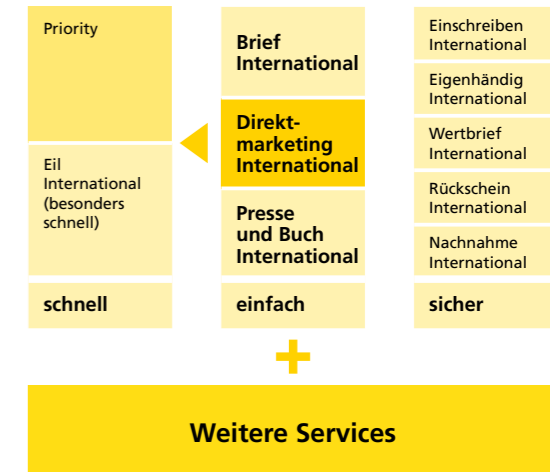 Priority
Eil
International
(besonders
schnell)
schnell
Brief
International
Direkt-
marketing
International
Presse
und Buch
International
einfach
Einschreiben
International
Eigenhändig
International
Wertbrief
International
Rückschein
International
Nachnahme
International
sicher
+
Weitere Services